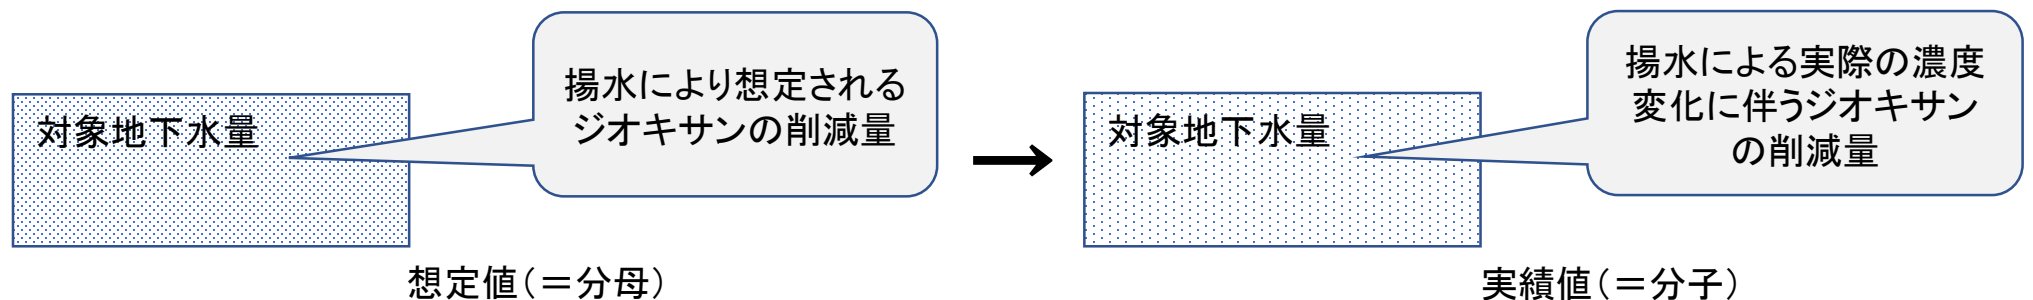 対象地下水量
揚水により想定される
ジオキサンの削減量
想定値（＝分母）
対象地下水量
揚水による実際の濃度
変化に伴うジオキサン
の削減量
実績値（＝分子）